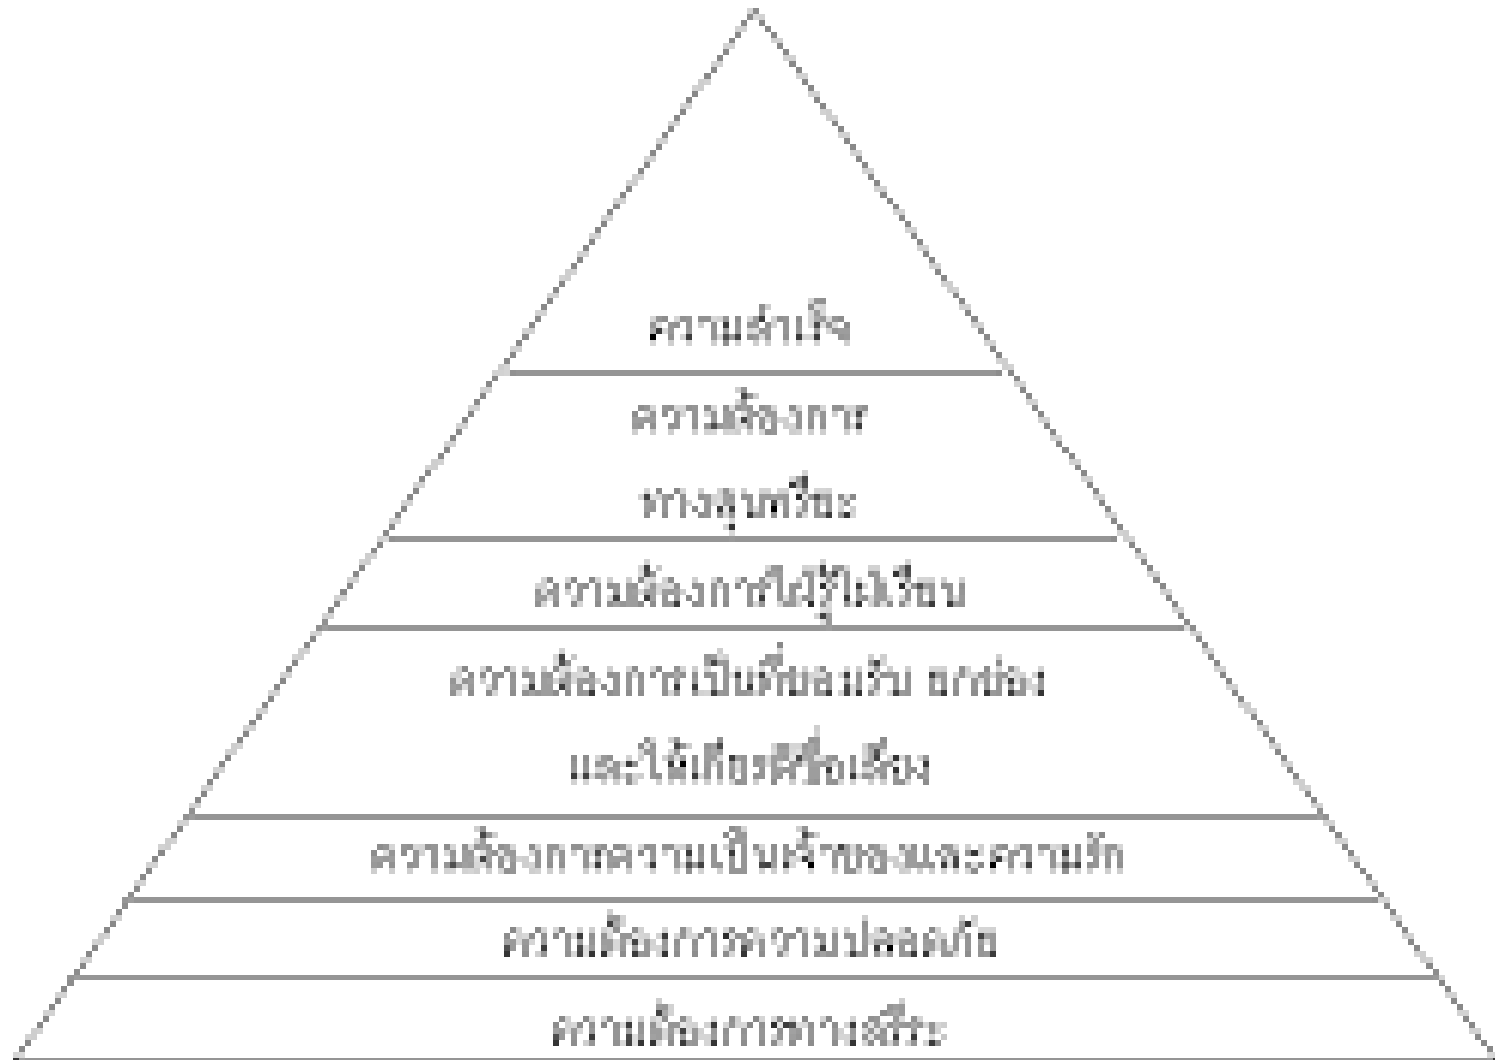 ความสำเร็จ
ความต้องการ
ทางสุนทรียะ
ความต้องการใฝ่รู้ใฝ่เรียน
ความต้องการเป็นที่ยอมรับ ยกย่อง
และให้เกียรติชื่อเสียง
ความต้องการความเป็นเจ้าของและความรัก
ความต้องการความปลอดภัย
ความต้องการทางสรีระ